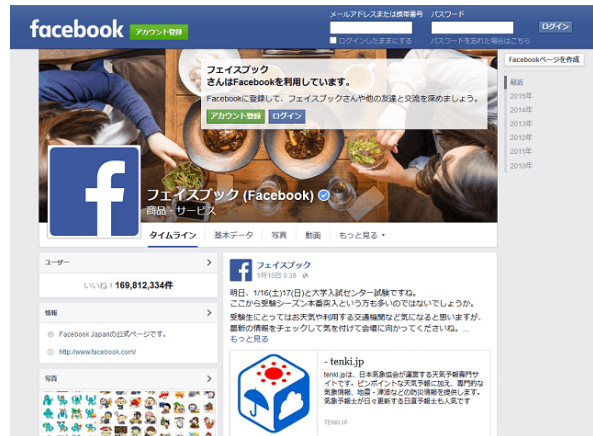 facebook
アカウント登録
メールアドレスまたは携帯番号
パスワード
ログイン
ログインしたままにする
パスワードを忘れた場合はこちら
フェイスブック
さんはFacebookを利用しています。
Facebookに登録して、フェイスブックさんや他の友達と交流を深めましょう。
アカウント登録
ログイン
Facebookページを作成
最近
2015年
2014年
2013年
2012年
2011年
2010年
フェイスブック (Facebook)
商品・サービス
タイムライン
基本データ
写真
動画
もっと見る
ユーザー
いいね！169,812,334件
情報
Facebook Japanの公式ページです。
http://www.facebook.com/
写真
フェイスブック
1月15日 0:39
明日、1/16(土)17(日)と大学入試センター試験ですね。
ここから受験シーズン本番突入という方も多いのではないでしょうか。
受験生にとってはお天気や利用する交通機関など気になると思いますが、
最新の情報をチェックして気を付けて会場に向かってくださいね。...
もっと見る
- tenki.jp
tenki.jpは、日本気象協会が運営する天気予報専門サ
イトです。ピンポイントな天気予報に加え、専門的な
気象情報、地震・津波などの防災情報を提供します。
気象予報士が日々更新する日直予報士も人気です
TENKI.JP